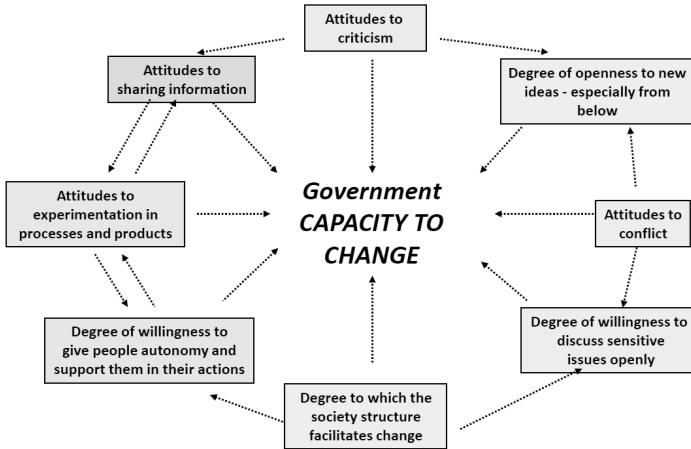 Attitudes to
criticism
Attitudes to
sharing information
Degree of openness to new
ideas - especially from
below
Attitudes to
experimentation in
processes and products
Government
CAPACITY TO
CHANGE
Attitudes to
conflict
Degree of willingness to
give people autonomy and
support them in their actions
Degree of willingness to
discuss sensitive
issues openly
Degree to which the
society structure
facilitates change